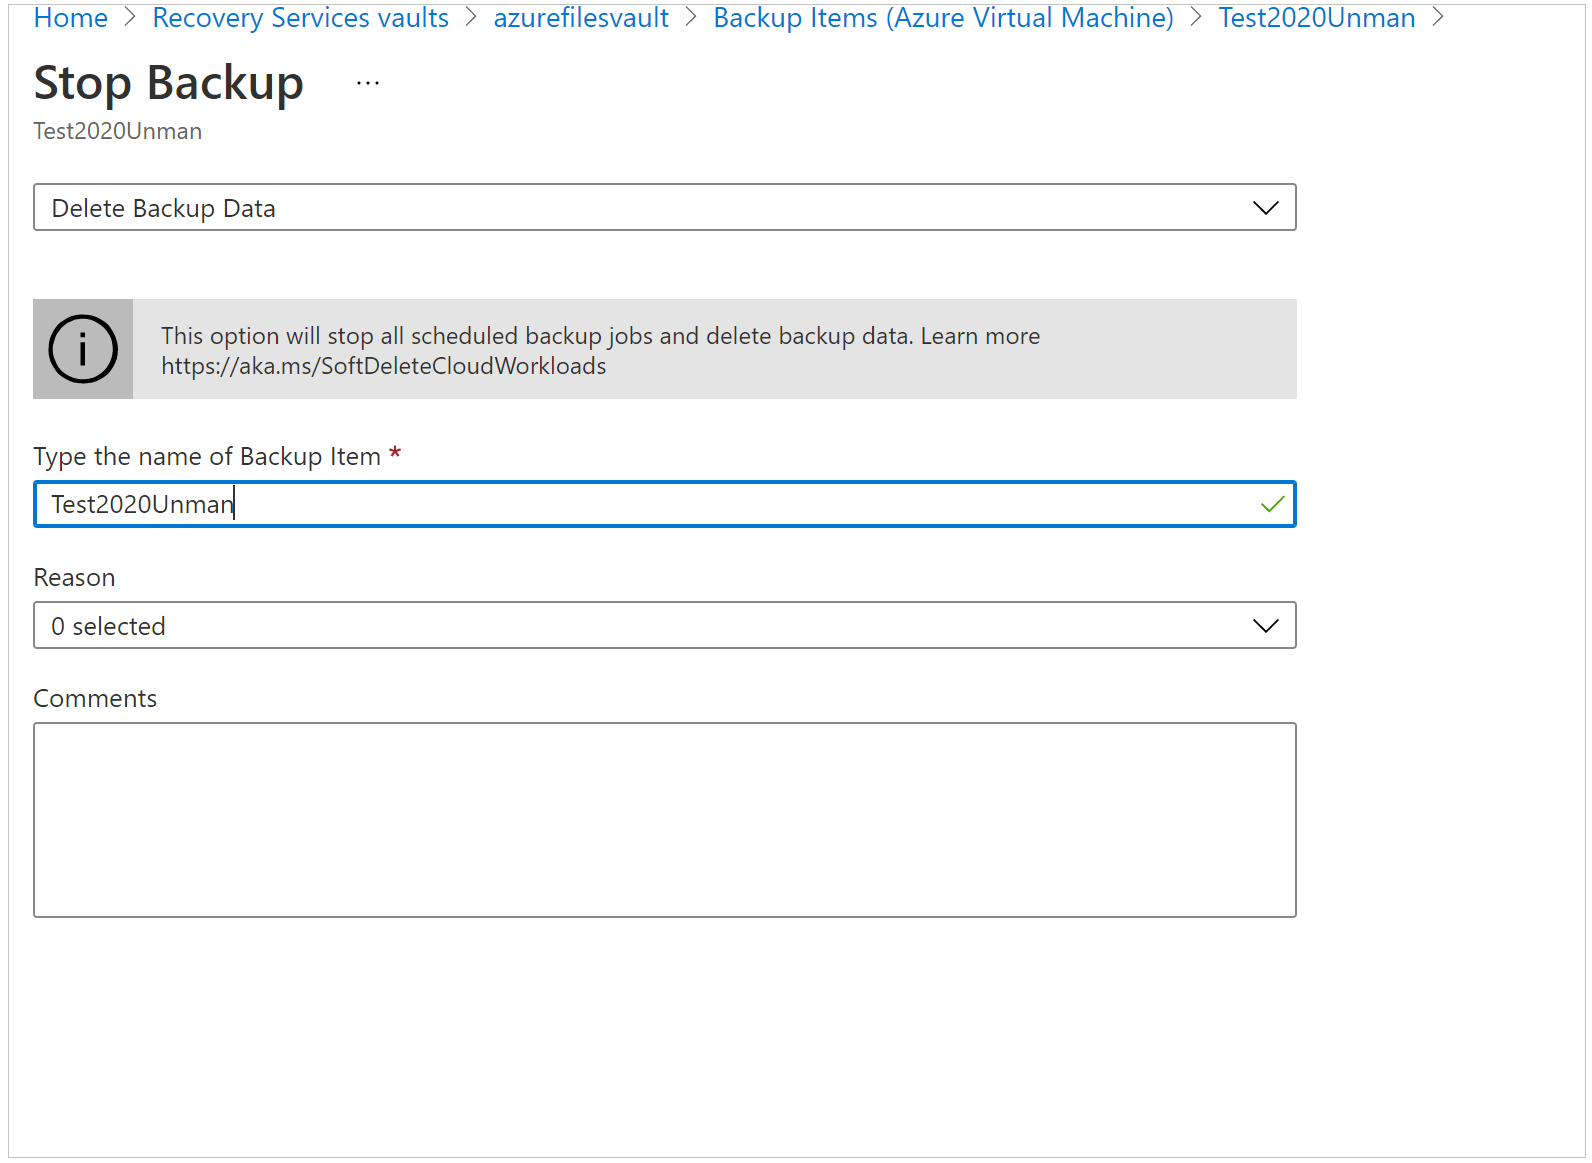 Home > Recovery Services vaults > azurefilesvault > Backup Items (Azure Virtual Machine) > Test2020Unman >
Stop Backup ...
Test2020Unman
Delete Backup Data
This option will stop all scheduled backup jobs and delete backup data. Learn more
https://aka.ms/SoftDeleteCloudWorkloads
Type the name of Backup Item *
Test2020Unman
Reason
0 selected
Comments